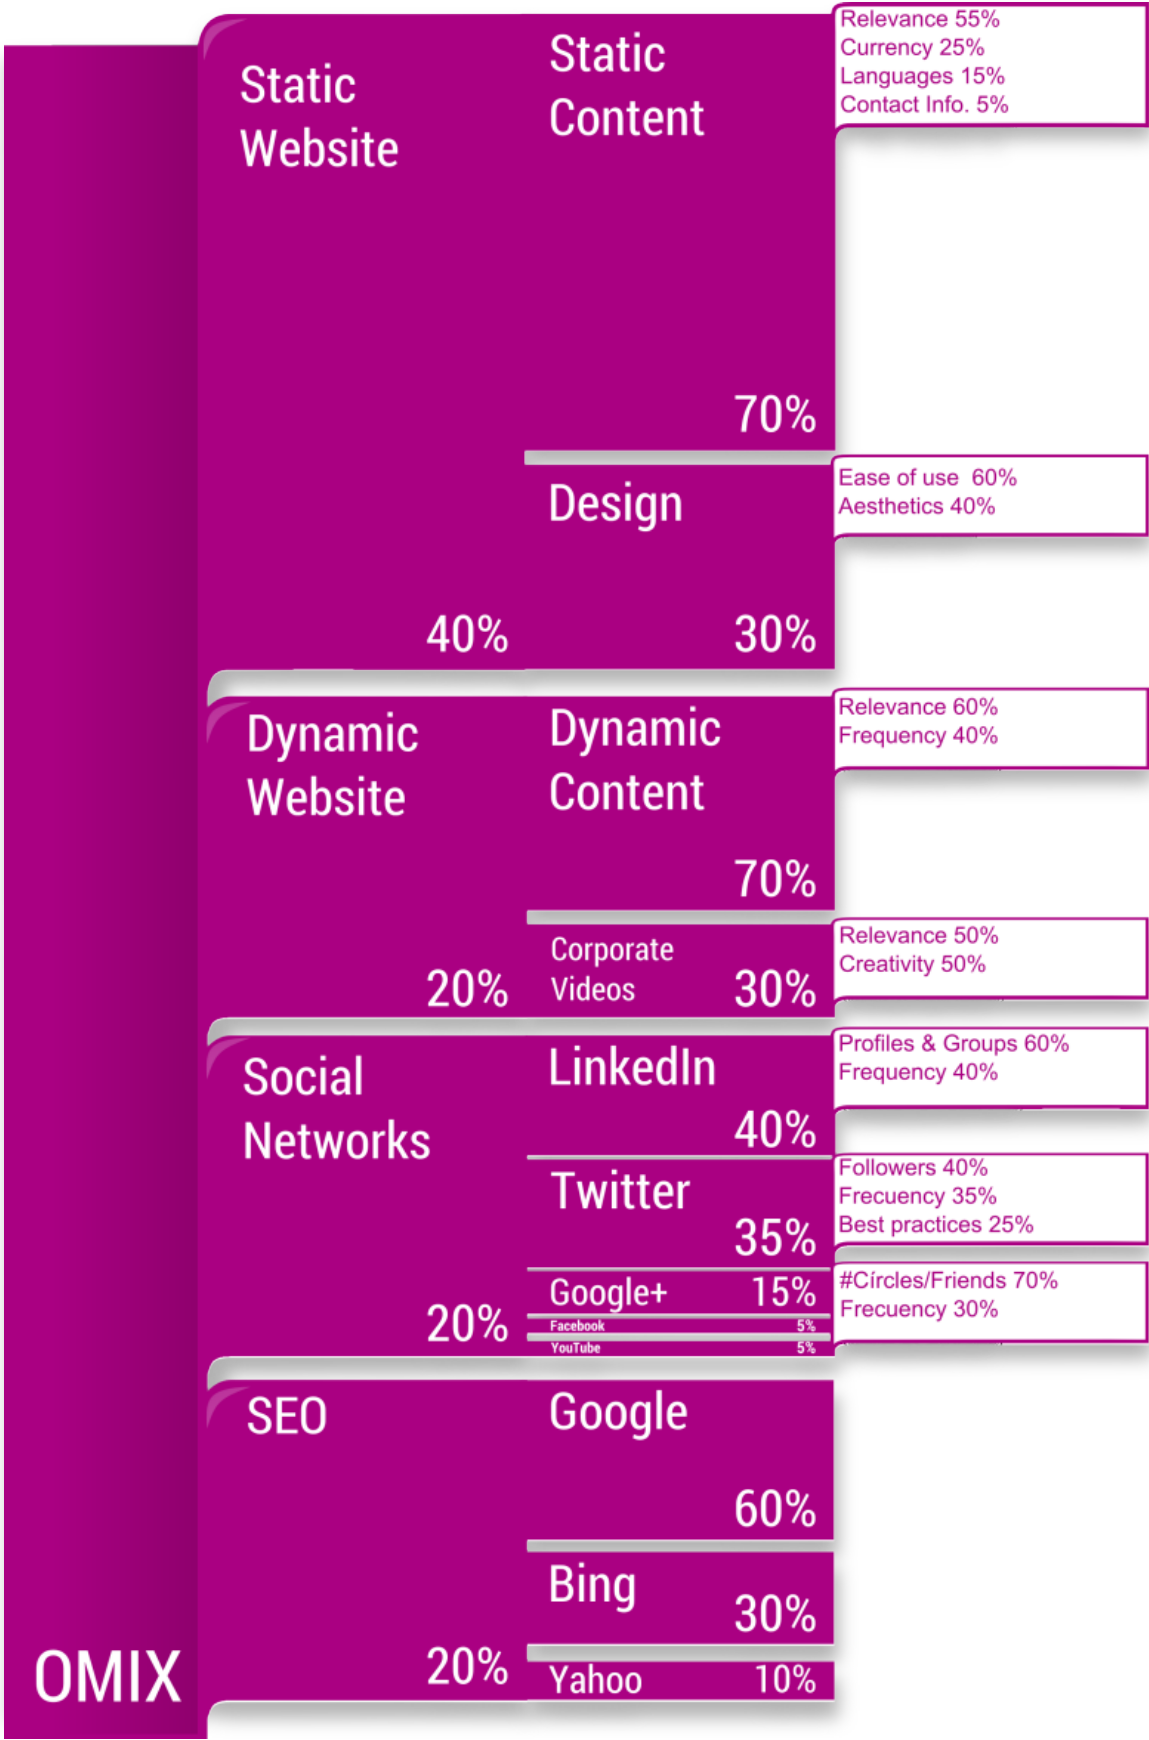 Static
Website
40%
Static
Content
70%
Relevance 55%
Currency 25%
Languages 15%
Contact Info. 5%
Design
30%
Ease of use 60%
Aesthetics 40%
Dynamic
Website
20%
Dynamic
Content
70%
Relevance 60%
Frequency 40%
Corporate
Videos
30%
Relevance 50%
Creativity 50%
Social
Networks
20%
LinkedIn
40%
Profiles & Groups 60%
Frequency 40%
Twitter
35%
Followers 40%
Frecuency 35%
Best practices 25%
Google+ 15%
#Círcles/Friends 70%
Frecuency 30%
Facebook 5%
YouTube 5%
SEO
20%
Google
60%
Bing
30%
Yahoo 10%
OMIX